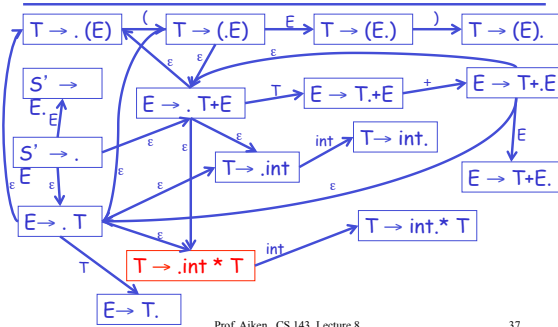 T → . (E)
(
T → (.E)
E
T → (E.)
)
T → (E).
ε
ε
S' →
E.
E
E → . T+E
T
E → T.+E
+
E → T+.E
S' → .
E
ε
ε
ε
int
T → int.
T → .int
E
E → T+E.
ε
ε
ε
ε
E→ . T
ε
T
T → .int * T
int
T → int.* T
E→ T.
Prof. Aiken CS 143 Lecture 8
37